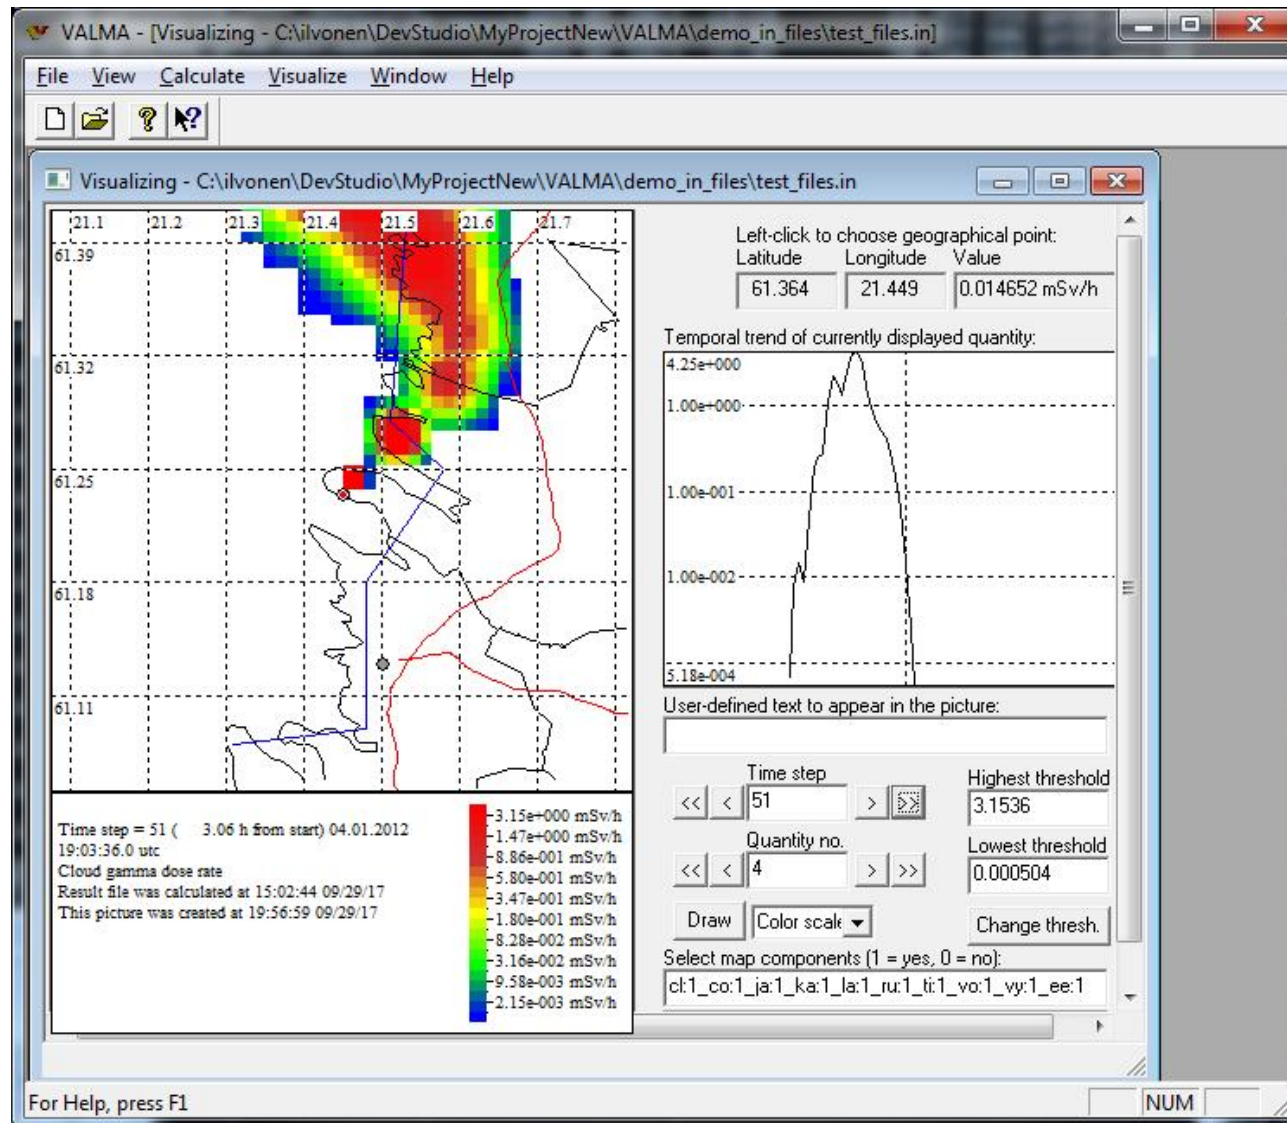 VALMA - [Visualizing - C:\ilvonen\DevStudio\MyProjectNew\VALMA\demo_in_files\test_files.in]
File View Calculate Visualize Window Help
Visualizing - C:\ilvonen\DevStudio\MyProjectNew\VALMA\demo_in_files\test_files.in
21.1 21.2 21.3 21.4 21.5 21.6 21.7
61.39
61.32
61.25
61.18
61.11
Time step = 51 ( 3.06 h from start) 04.01.2012
19:03:36.0 utc
Cloud gamma dose rate
Result file was calculated at 15:02:44 09/29/17
This picture was created at 19:56:59 09/29/17
3.15e+000 mSv/h
1.47e+000 mSv/h
8.86e-001 mSv/h
5.80e-001 mSv/h
3.47e-001 mSv/h
1.80e-001 mSv/h
8.28e-002 mSv/h
3.16e-002 mSv/h
9.58e-003 mSv/h
2.15e-003 mSv/h
Left-click to choose geographical point:
Latitude Longitude Value
61.364 21.449 0.014652 mSv/h
Temporal trend of currently displayed quantity:
4.25e+000
1.00e+000
1.00e-001
1.00e-002
5.18e-004
User-defined text to appear in the picture:
Time step Highest threshold
<< < 51 > >> 3.1536
Quantity no. Lowest threshold
<< < 4 > >> 0.000504
Draw Color scale Change thresh.
Select map components (1 = yes, 0 = no):
cl:1_co:1_ja:1_ka:1_la:1_ru:1_ti:1_vo:1_vy:1_ee:1
For Help, press F1 NUM